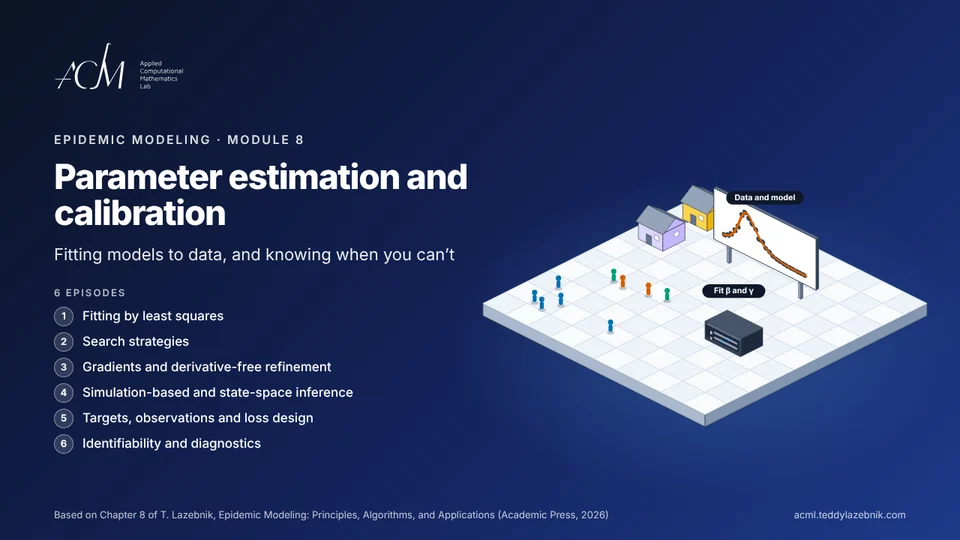 ACM
Applied
Computational
Mathematics
Lab
EPIDEMIC MODELING · MODULE 8
Parameter estimation and
calibration
Fitting models to data, and knowing when you can’t
6 EPISODES
1 Fitting by least squares
2 Search strategies
3 Gradients and derivative-free refinement
4 Simulation-based and state-space inference
5 Targets, observations and loss design
6 Identifiability and diagnostics
Data and model
Fit β and γ
Based on Chapter 8 of T. Lazebnik, Epidemic Modeling: Principles, Algorithms, and Applications (Academic Press, 2026)
acml.teddylazebnik.com